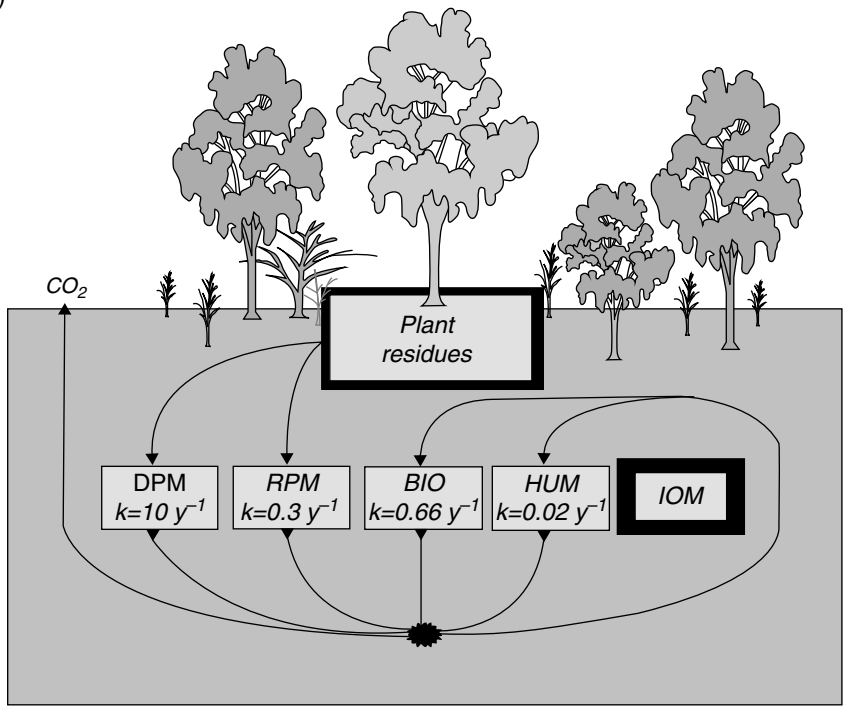 )
CO₂
Plant
residues
DPM
k=10 y⁻¹
RPM
k=0.3 y⁻¹
BIO
k=0.66 y⁻¹
HUM
k=0.02 y⁻¹
IOM